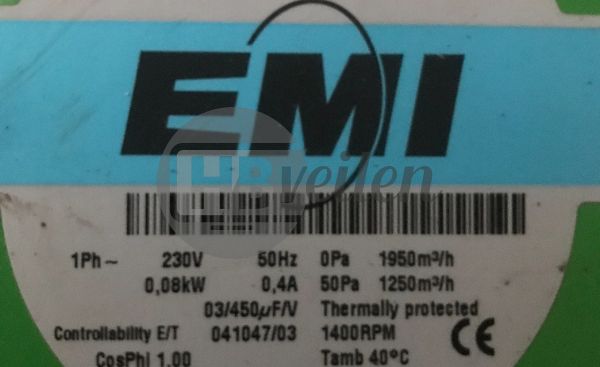 EMI
HBveilen
1Ph~ 230V 50Hz 0Pa 1950m³/h
0,08kW 0,4A 50Pa 1250m³/h
03/450µF/V Thermally protected
Controllability E/T 041047/03 1400RPM CE
CosPhi 1.00 Tamb 40°C